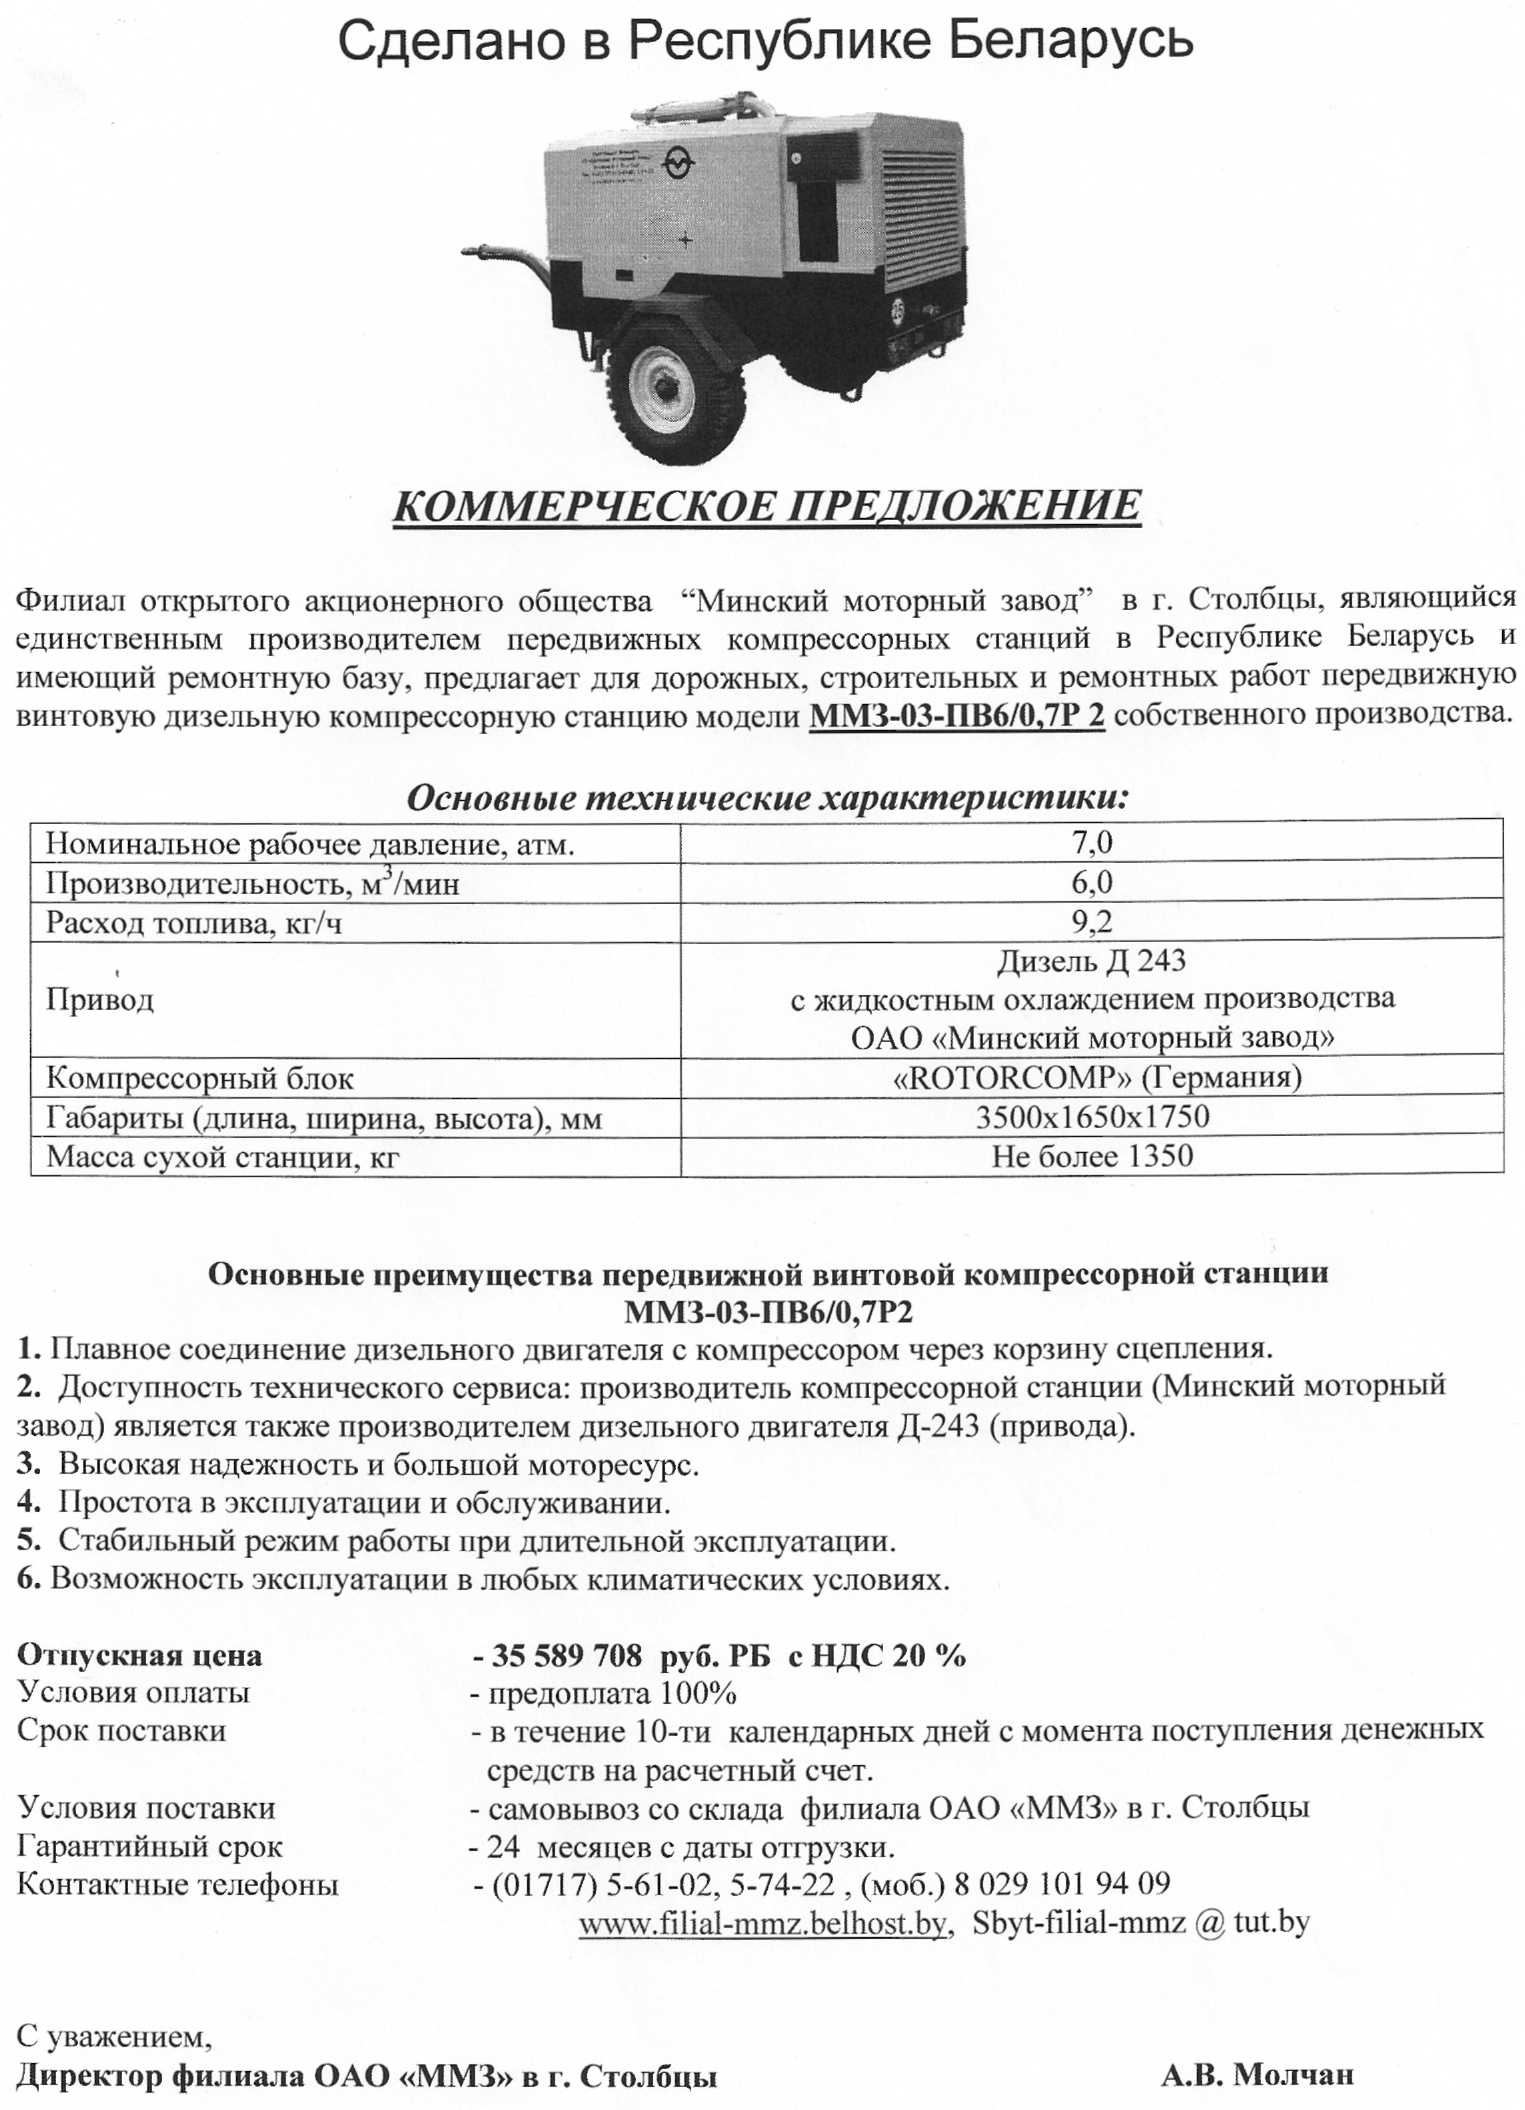 Сделано в Республике Беларусь
КОММЕРЧЕСКОЕ ПРЕДЛОЖЕНИЕ
Филиал открытого акционерного общества “Минский моторный завод” в г. Столбцы, являющийся
единственным производителем передвижных компрессорных станций в Республике Беларусь и
имеющий ремонтную базу, предлагает для дорожных, строительных и ремонтных работ передвижную
винтовую дизельную компрессорную станцию модели ММЗ-03-ПВ6/0,7Р 2 собственного производства.
Основные технические характеристики:
Номинальное рабочее давление, атм. 7,0
Производительность, м³/мин 6,0
Расход топлива, кг/ч 9,2
Привод
Дизель Д 243
с жидкостным охлаждением производства
ОАО «Минский моторный завод»
Компрессорный блок «ROTORCOMP» (Германия)
Габариты (длина, ширина, высота), мм 3500х1650х1750
Масса сухой станции, кг Не более 1350
Основные преимущества передвижной винтовой компрессорной станции
ММЗ-03-ПВ6/0,7Р2
1. Плавное соединение дизельного двигателя с компрессором через корзину сцепления.
2. Доступность технического сервиса: производитель компрессорной станции (Минский моторный
завод) является также производителем дизельного двигателя Д-243 (привода).
3. Высокая надежность и большой моторесурс.
4. Простота в эксплуатации и обслуживании.
5. Стабильный режим работы при длительной эксплуатации.
6. Возможность эксплуатации в любых климатических условиях.
Отпускная цена - 35 589 708 руб. РБ с НДС 20 %
Условия оплаты - предоплата 100%
Срок поставки - в течение 10-ти календарных дней с момента поступления денежных
средств на расчетный счет.
Условия поставки - самовывоз со склада филиала ОАО «ММЗ» в г. Столбцы
Гарантийный срок - 24 месяцев с даты отгрузки.
Контактные телефоны - (01717) 5-61-02, 5-74-22 , (моб.) 8 029 101 94 09
www.filial-mmz.belhost.by, Sbyt-filial-mmz @ tut.by
С уважением,
Директор филиала ОАО «ММЗ» в г. Столбцы А.В. Молчан